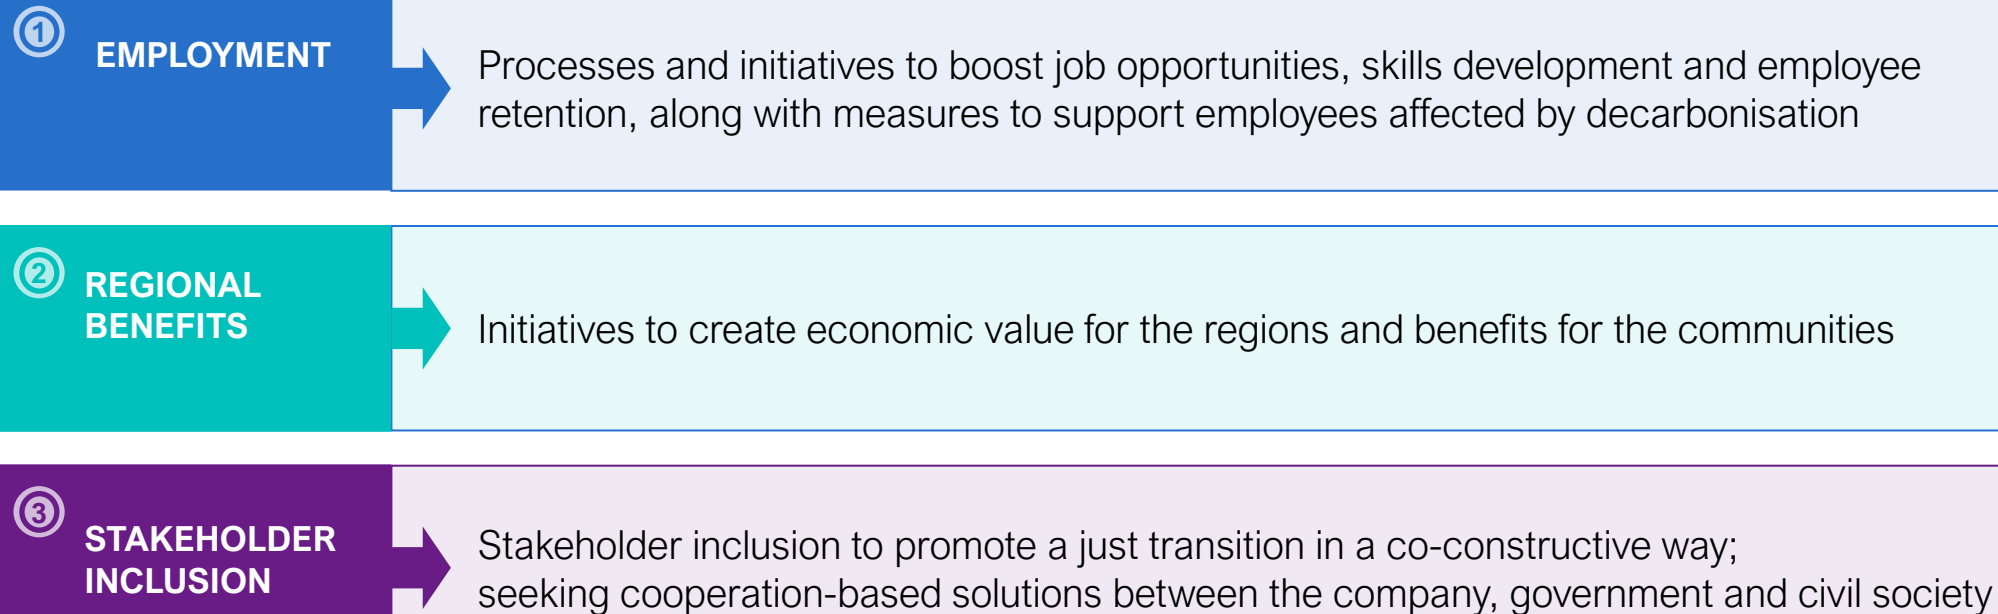 1
EMPLOYMENT
Processes and initiatives to boost job opportunities, skills development and employee
retention, along with measures to support employees affected by decarbonisation
2
REGIONAL
BENEFITS
Initiatives to create economic value for the regions and benefits for the communities
3
STAKEHOLDER
INCLUSION
Stakeholder inclusion to promote a just transition in a co-constructive way;
seeking cooperation-based solutions between the company, government and civil society